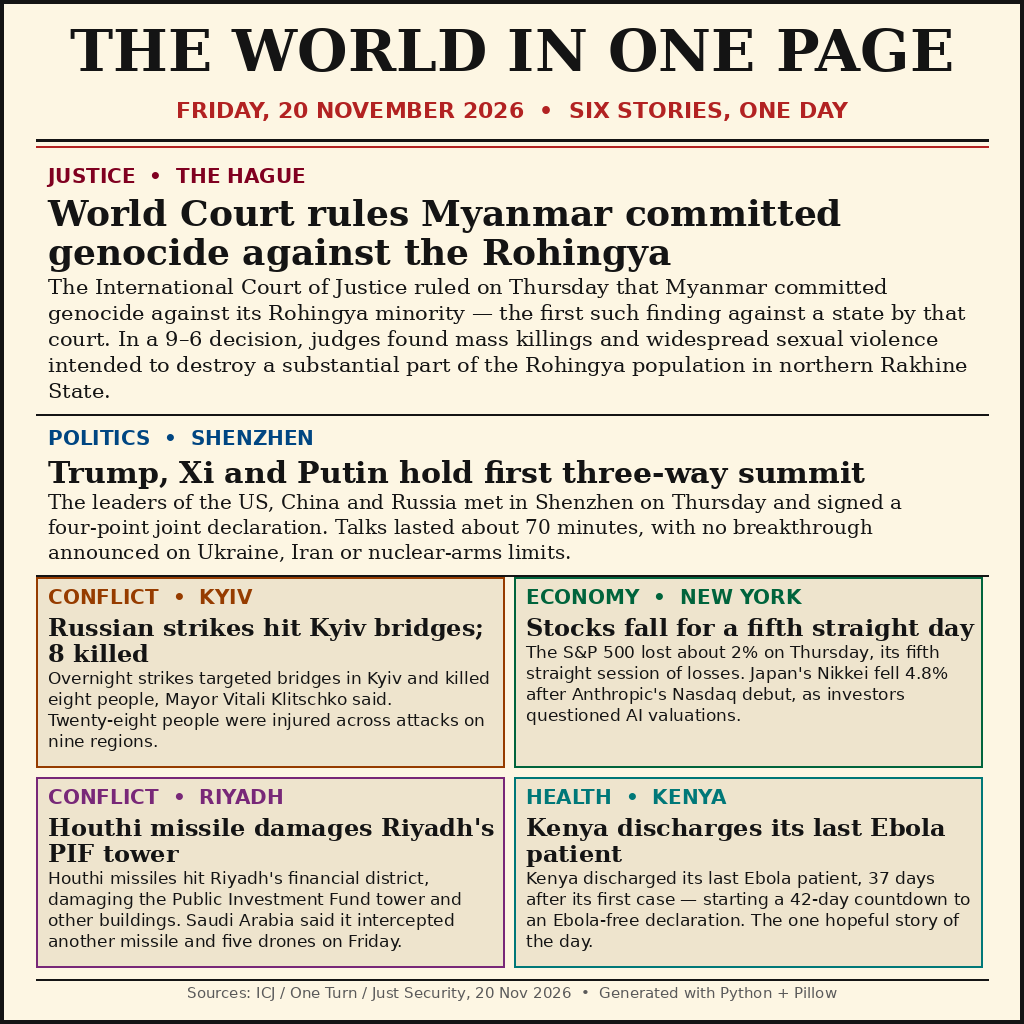 THE WORLD IN ONE PAGE
FRIDAY, 20 NOVEMBER 2026 • SIX STORIES, ONE DAY
JUSTICE • THE HAGUE
World Court rules Myanmar committed
genocide against the Rohingya
The International Court of Justice ruled on Thursday that Myanmar committed
genocide against its Rohingya minority — the first such finding against a state by that
court. In a 9–6 decision, judges found mass killings and widespread sexual violence
intended to destroy a substantial part of the Rohingya population in northern Rakhine
State.
POLITICS • SHENZHEN
Trump, Xi and Putin hold first three-way summit
The leaders of the US, China and Russia met in Shenzhen on Thursday and signed a
four-point joint declaration. Talks lasted about 70 minutes, with no breakthrough
announced on Ukraine, Iran or nuclear-arms limits.
CONFLICT • KYIV
Russian strikes hit Kyiv bridges;
8 killed
Overnight strikes targeted bridges in Kyiv and killed
eight people, Mayor Vitali Klitschko said.
Twenty-eight people were injured across attacks on
nine regions.
ECONOMY • NEW YORK
Stocks fall for a fifth straight day
The S&P 500 lost about 2% on Thursday, its fifth
straight session of losses. Japan's Nikkei fell 4.8%
after Anthropic's Nasdaq debut, as investors
questioned AI valuations.
CONFLICT • RIYADH
Houthi missile damages Riyadh's
PIF tower
Houthi missiles hit Riyadh's financial district,
damaging the Public Investment Fund tower and
other buildings. Saudi Arabia said it intercepted
another missile and five drones on Friday.
HEALTH • KENYA
Kenya discharges its last Ebola
patient
Kenya discharged its last Ebola patient, 37 days
after its first case — starting a 42-day countdown to
an Ebola-free declaration. The one hopeful story of
the day.
Sources: ICJ / One Turn / Just Security, 20 Nov 2026 • Generated with Python + Pillow